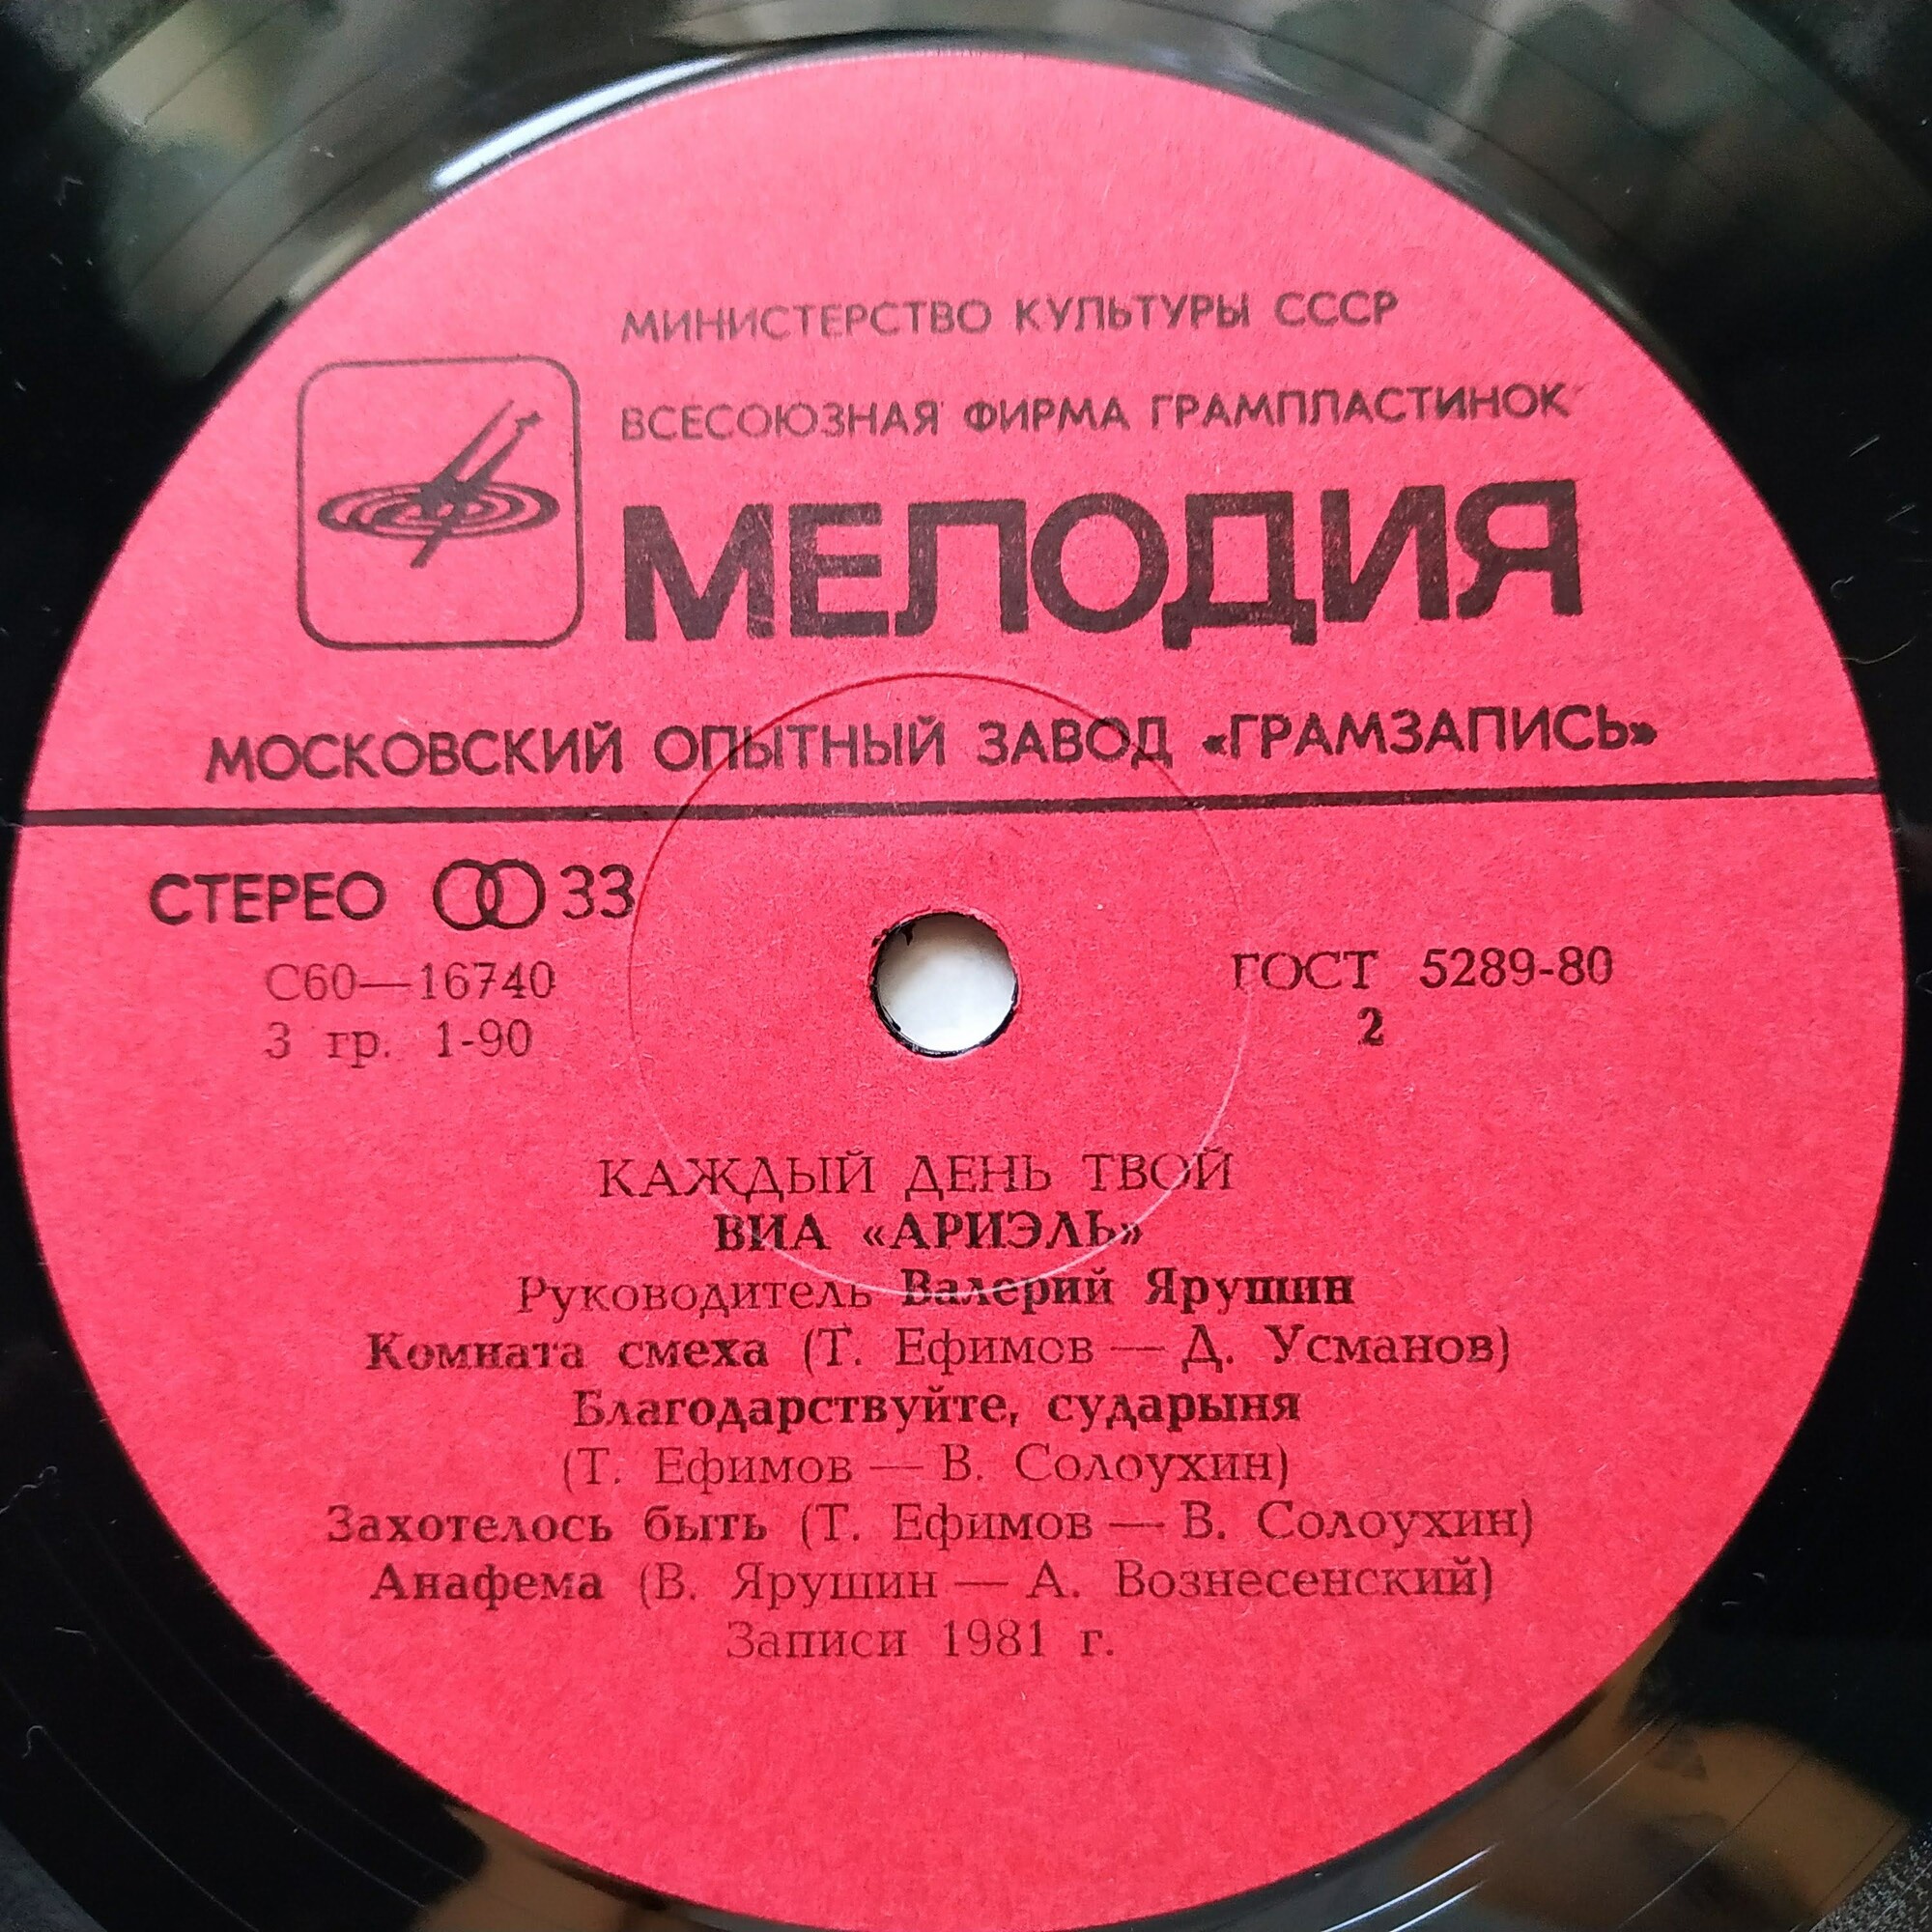 МИНИСТЕРСТВО КУЛЬТУРЫ СССР
ВСЕСОЮЗНАЯ ФИРМА ГРАМПЛАСТИНОК
МЕЛОДИЯ
МОСКОВСКИЙ ОПЫТНЫЙ ЗАВОД «ГРАМЗАПИСЬ»
СТЕРЕО 33
С60—16740
ГОСТ 5289-80
3 гр. 1-90
2
КАЖДЫЙ ДЕНЬ ТВОЙ
ВИА «АРИЭЛЬ»
Руководитель Валерий Ярушин
Комната смеха (Т. Ефимов — Д. Усманов)
Благодарствуйте, сударыня
(Т. Ефимов — В. Солоухин)
Захотелось быть (Т. Ефимов — В. Солоухин)
Анафема (В. Ярушин — А. Вознесенский)
Записи 1981 г.